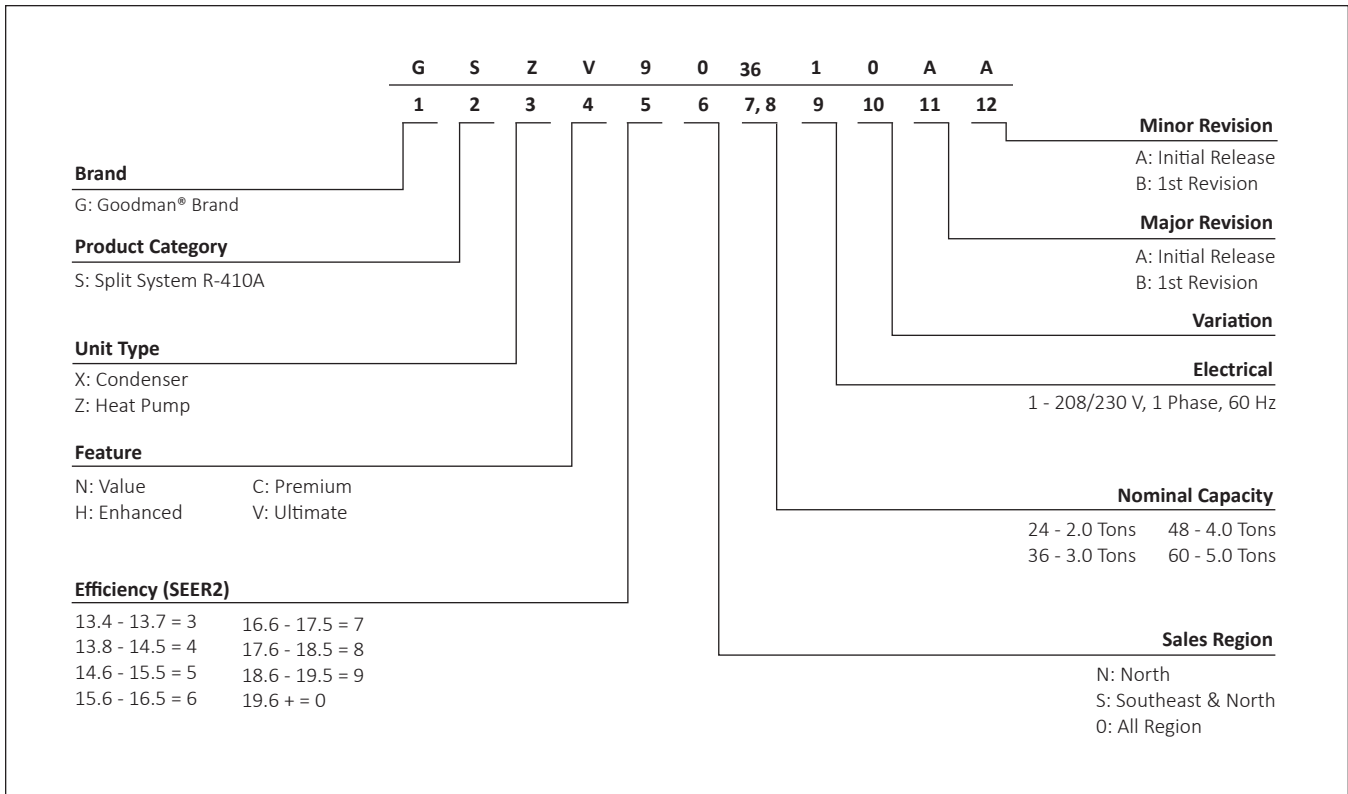 G S Z V 9 0 36 1 0 A A
1 2 3 4 5 6 7, 8 9 10 11 12
Brand
G: Goodman® Brand
Product Category
S: Split System R-410A
Unit Type
X: Condenser
Z: Heat Pump
Feature
N: Value C: Premium
H: Enhanced V: Ultimate
Efficiency (SEER2)
13.4 - 13.7 = 3 16.6 - 17.5 = 7
13.8 - 14.5 = 4 17.6 - 18.5 = 8
14.6 - 15.5 = 5 18.6 - 19.5 = 9
15.6 - 16.5 = 6 19.6 + = 0
Minor Revision
A: Initial Release
B: 1st Revision
Major Revision
A: Initial Release
B: 1st Revision
Variation
Electrical
1 - 208/230 V, 1 Phase, 60 Hz
Nominal Capacity
24 - 2.0 Tons 48 - 4.0 Tons
36 - 3.0 Tons 60 - 5.0 Tons
Sales Region
N: North
S: Southeast & North
0: All Region